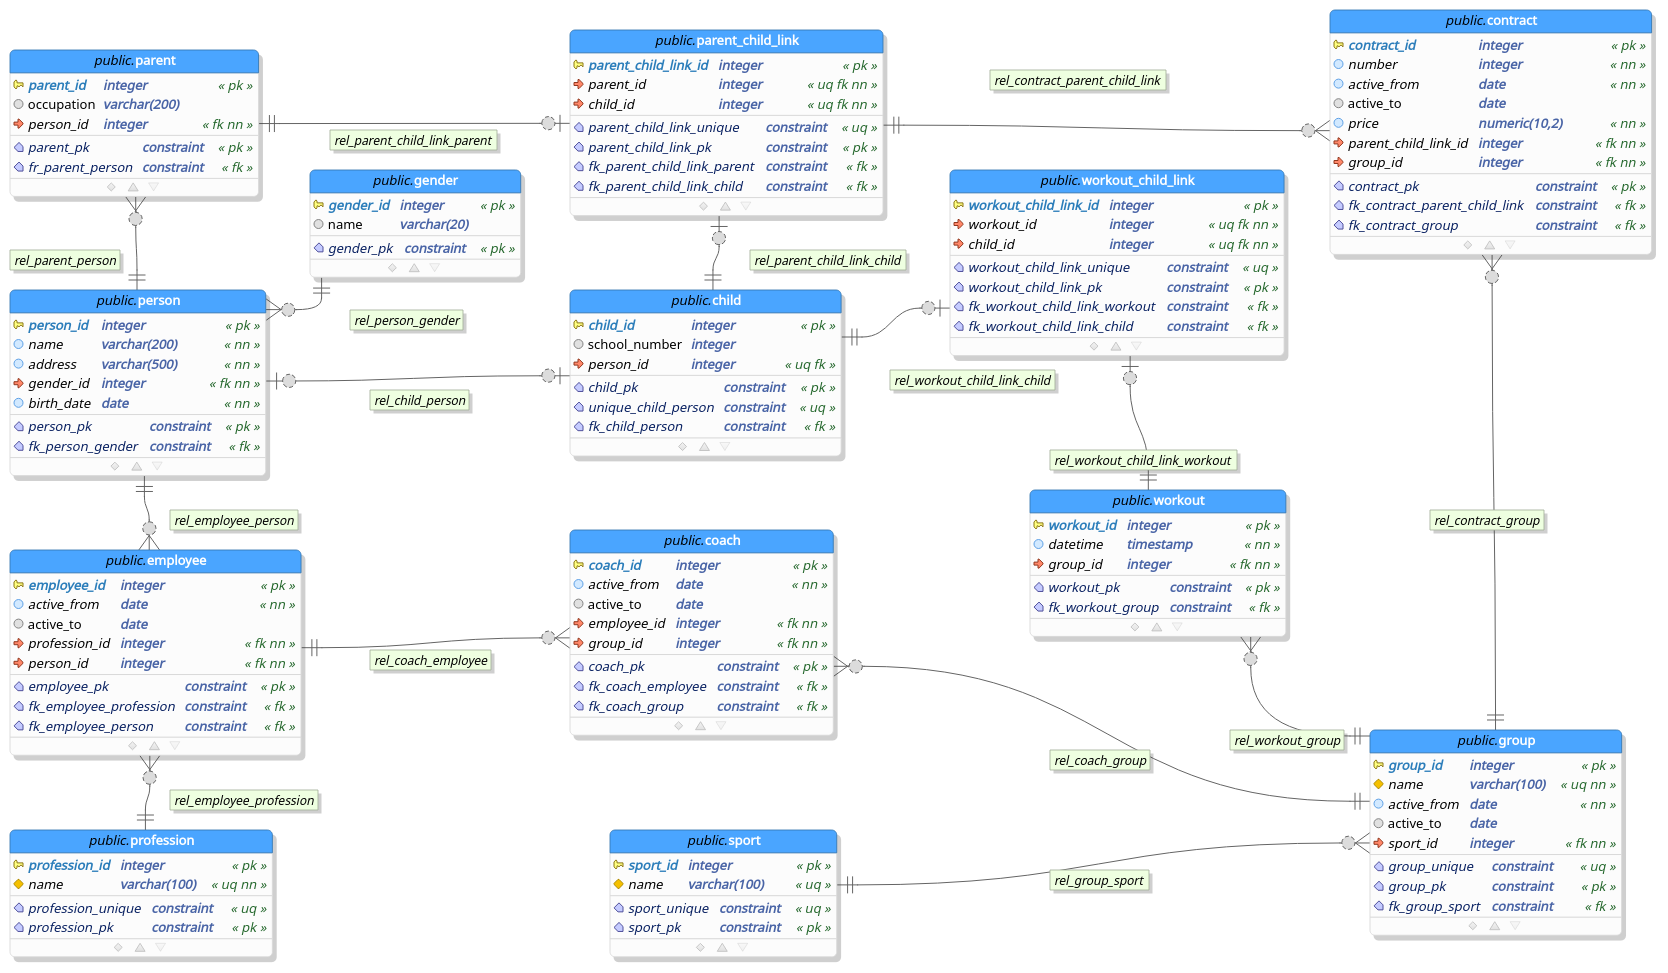 public.parent
parent_id integer « pk »
occupation varchar(200)
person_id integer « fk nn »
parent_pk constraint « pk »
fr_parent_person constraint « fk »
rel_parent_child_link_parent
public.parent_child_link
parent_child_link_id integer « pk »
parent_id integer « uq fk nn »
child_id integer « uq fk nn »
parent_child_link_unique constraint « uq »
parent_child_link_pk constraint « pk »
fk_parent_child_link_parent constraint « fk »
fk_parent_child_link_child constraint « fk »
rel_contract_parent_child_link
public.contract
contract_id integer « pk »
number integer « nn »
active_from date « nn »
active_to date
price numeric(10,2) « nn »
parent_child_link_id integer « fk nn »
group_id integer « fk nn »
contract_pk constraint « pk »
fk_contract_parent_child_link constraint « fk »
fk_contract_group constraint « fk »
public.gender
gender_id integer « pk »
name varchar(20)
gender_pk constraint « pk »
public.workout_child_link
workout_child_link_id integer « pk »
workout_id integer « uq fk nn »
child_id integer « uq fk nn »
workout_child_link_unique constraint « uq »
workout_child_link_pk constraint « pk »
fk_workout_child_link_workout constraint « fk »
fk_workout_child_link_child constraint « fk »
rel_parent_person
rel_parent_child_link_child
rel_person_gender
public.person
person_id integer « pk »
name varchar(200) « nn »
address varchar(500) « nn »
gender_id integer « fk nn »
birth_date date « nn »
person_pk constraint « pk »
fk_person_gender constraint « fk »
rel_child_person
public.child
child_id integer « pk »
school_number integer
person_id integer « uq fk »
child_pk constraint « pk »
unique_child_person constraint « uq »
fk_child_person constraint « fk »
rel_workout_child_link_child
rel_workout_child_link_workout
rel_employee_person
public.workout
workout_id integer « pk »
datetime timestamp « nn »
group_id integer « fk nn »
workout_pk constraint « pk »
fk_workout_group constraint « fk »
rel_contract_group
public.employee
employee_id integer « pk »
active_from date « nn »
active_to date
profession_id integer « fk nn »
person_id integer « fk nn »
employee_pk constraint « pk »
fk_employee_profession constraint « fk »
fk_employee_person constraint « fk »
rel_coach_employee
public.coach
coach_id integer « pk »
active_from date « nn »
active_to date
employee_id integer « fk nn »
group_id integer « fk nn »
coach_pk constraint « pk »
fk_coach_employee constraint « fk »
fk_coach_group constraint « fk »
rel_coach_group
rel_workout_group
public.group
group_id integer « pk »
name varchar(100) « uq nn »
active_from date « nn »
active_to date
sport_id integer « fk nn »
group_unique constraint « uq »
group_pk constraint « pk »
fk_group_sport constraint « fk »
rel_employee_profession
public.profession
profession_id integer « pk »
name varchar(100) « uq nn »
profession_unique constraint « uq »
profession_pk constraint « pk »
public.sport
sport_id integer « pk »
name varchar(100) « uq »
sport_unique constraint « uq »
sport_pk constraint « pk »
rel_group_sport